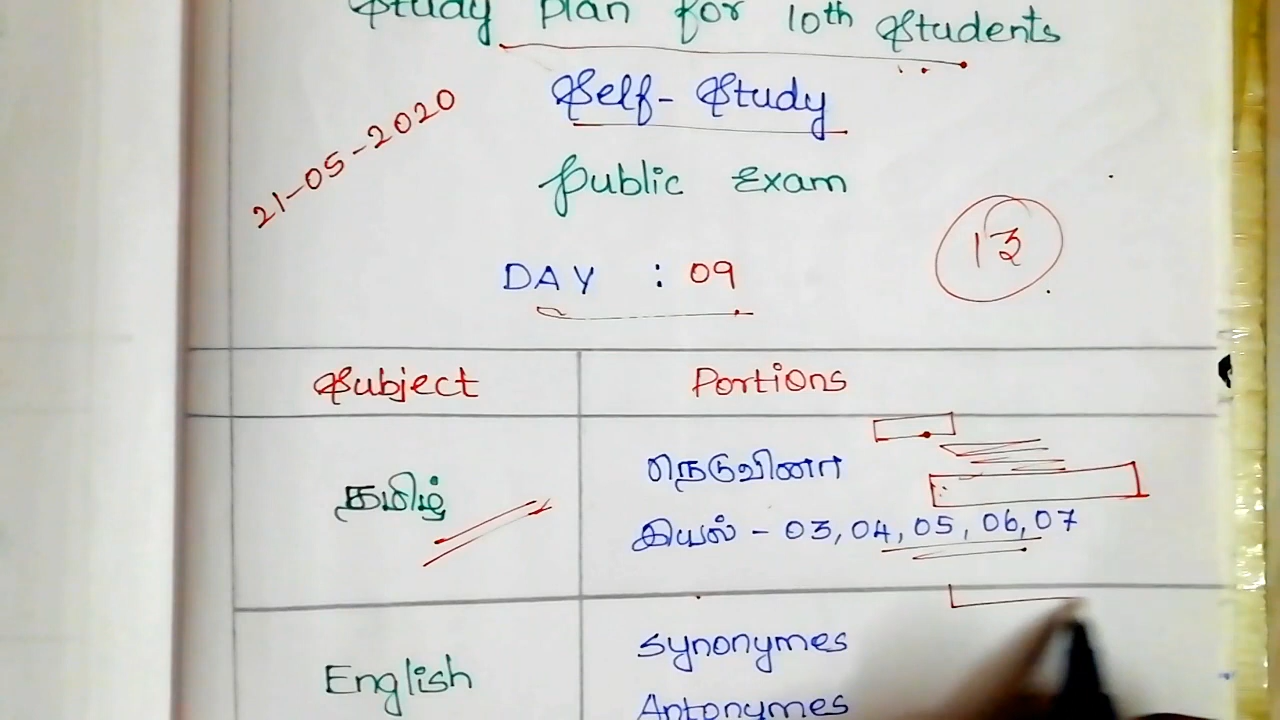 Study plan for 10th Students
21-05-2020
Self- Study
Public Exam
13
DAY : 09
Subject Portions
தமிழ் நெடுவினா
இயல் - 03, 04, 05, 06, 07
English Synonymes
Antonymes